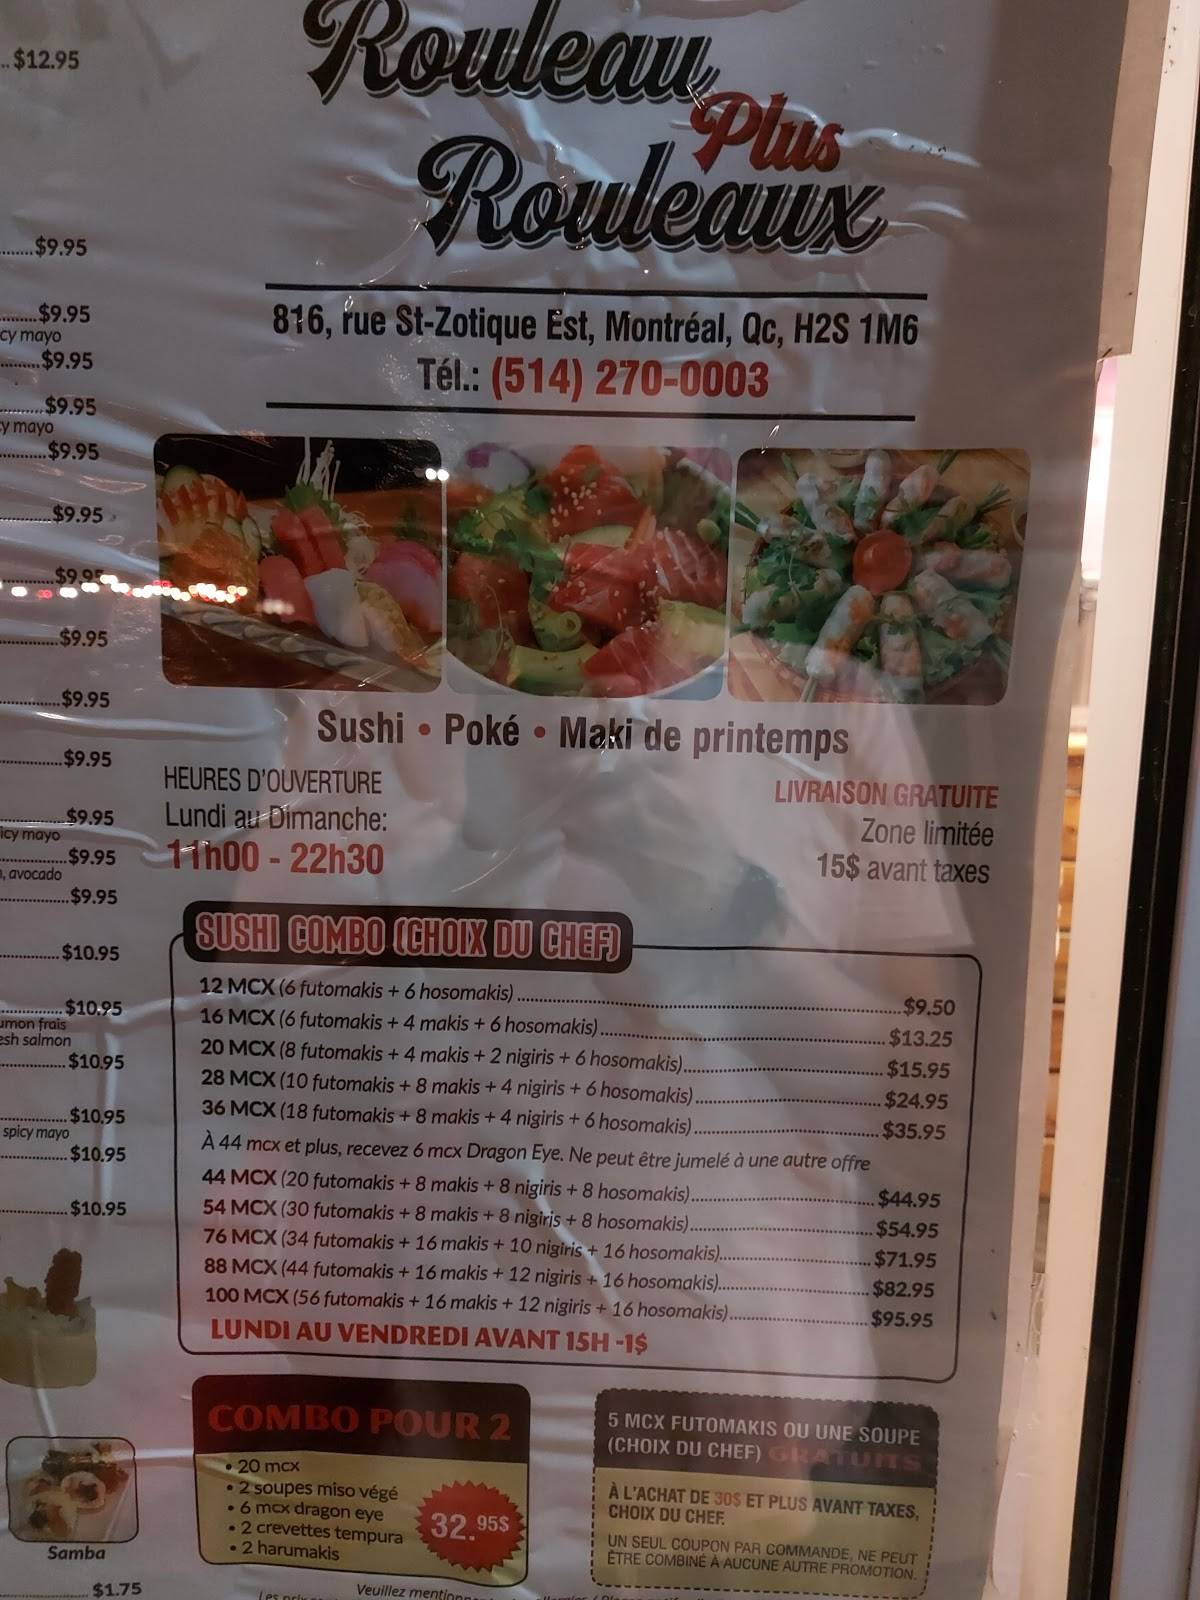 .. $12.95
........$9.95
........$9.95
cy mayo
........$9.95
........$9.95
y mayo
........$9.95
........$9.95
........$9.95
........$9.95
........$9.95
........$9.95
........$9.95
icy mayo
........$9.95
, avocado
........$9.95
........$10.95
........$10.95
umon frais
esh salmon
........$10.95
........$10.95
spicy mayo
........$10.95
........$10.95
Samba
........$1.75
Rouleau
Plus
Rouleaux
816, rue St-Zotique Est, Montréal, Qc, H2S 1M6
Tél.: (514) 270-0003
Sushi • Poké • Maki de printemps
HEURES D'OUVERTURE
Lundi au Dimanche:
11h00 - 22h30
LIVRAISON GRATUITE
Zone limitée
15$ avant taxes
SUSHI COMBO (CHOIX DU CHEF)
12 MCX (6 futomakis + 6 hosomakis)........$9.50
16 MCX (6 futomakis + 4 makis + 6 hosomakis)........$13.25
20 MCX (8 futomakis + 4 makis + 2 nigiris + 6 hosomakis)........$15.95
28 MCX (10 futomakis + 8 makis + 4 nigiris + 6 hosomakis)........$24.95
36 MCX (18 futomakis + 8 makis + 4 nigiris + 6 hosomakis)........$35.95
À 44 mcx et plus, recevez 6 mcx Dragon Eye. Ne peut être jumelé à une autre offre
44 MCX (20 futomakis + 8 makis + 8 nigiris + 8 hosomakis)........$44.95
54 MCX (30 futomakis + 8 makis + 8 nigiris + 8 hosomakis)........$54.95
76 MCX (34 futomakis + 16 makis + 10 nigiris + 16 hosomakis)........$71.95
88 MCX (44 futomakis + 16 makis + 12 nigiris + 16 hosomakis)........$82.95
100 MCX (56 futomakis + 16 makis + 12 nigiris + 16 hosomakis)........$95.95
LUNDI AU VENDREDI AVANT 15H -1$
COMBO POUR 2
• 20 mcx
• 2 soupes miso végé
• 6 mcx dragon eye
• 2 crevettes tempura
• 2 harumakis
32.95$
5 MCX FUTOMAKIS OU UNE SOUPE
(CHOIX DU CHEF) GRATUITS
À L'ACHAT DE 30$ ET PLUS AVANT TAXES,
CHOIX DU CHEF.
UN SEUL COUPON PAR COMMANDE, NE PEUT
ÊTRE COMBINÉ À AUCUNE AUTRE PROMOTION.
Veuillez